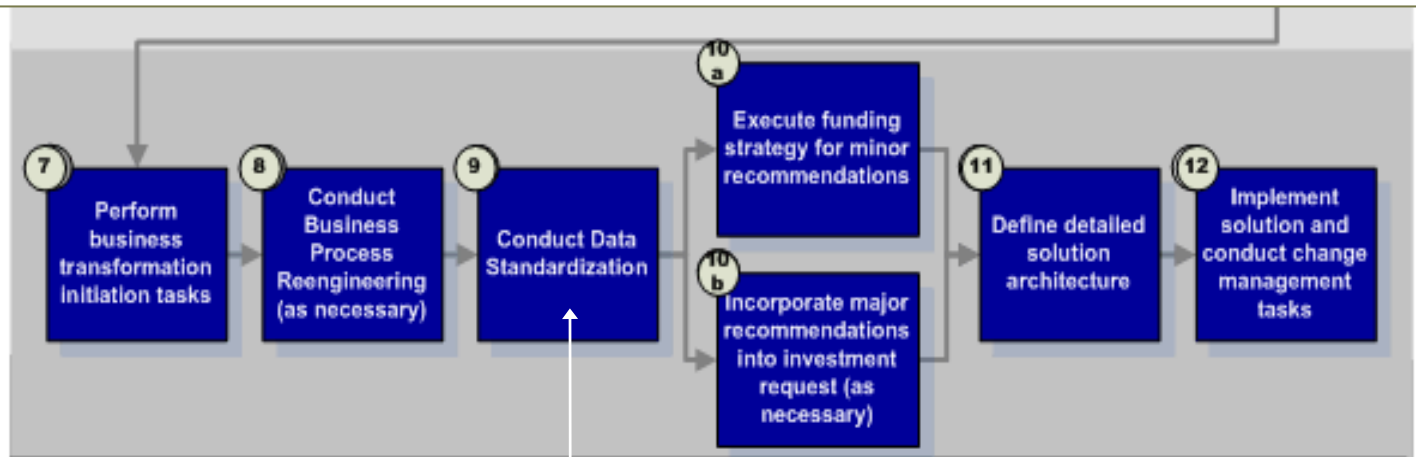 7
Perform
business
transformation
initiation tasks
8
Conduct
Business
Process
Reengineering
(as necessary)
9
Conduct Data
Standardization
10
a
Execute funding
strategy for minor
recommendations
10
b
Incorporate major
recommendations
into investment
request (as
necessary)
11
Define detailed
solution
architecture
12
Implement
solution and
conduct change
management
tasks